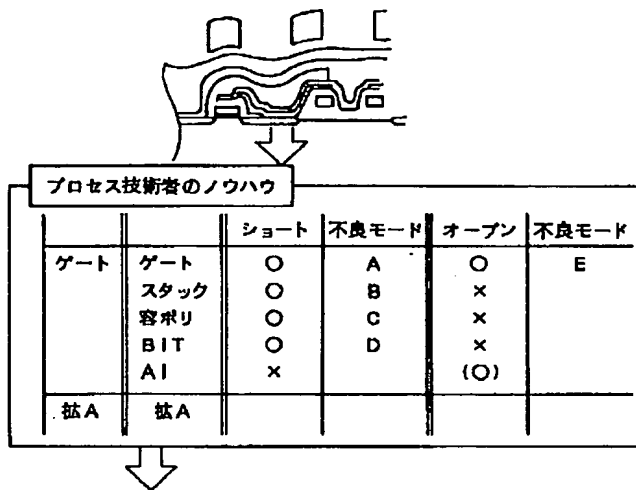 プロセス技術者のノウハウ
ショート 不良モード オープン 不良モード
ゲート ゲート ○ A ○ E
スタック ○ B ×
容ポリ ○ C ×
BIT ○ D ×
Al × (○)
拡A 拡A